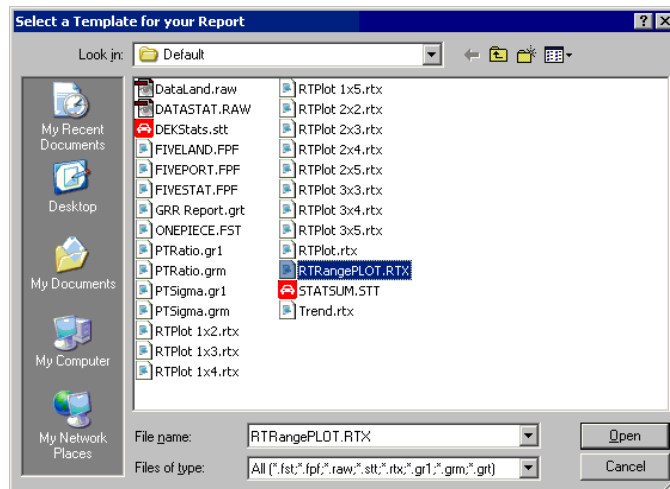 Select a Template for your Report
Look in: Default
My Recent Documents
Desktop
My Documents
My Computer
My Network Places
DataLand.raw
DATASTAT.RAW
DEKStats.stt
FIVELAND.FPF
FIVEPORT.FPF
FIVESTAT.FPF
GRR Report.grt
ONEPIECE.FST
PTRatio.gr1
PTRatio.grm
PTSigma.gr1
PTSigma.grm
RTPlot 1x2.rtx
RTPlot 1x3.rtx
RTPlot 1x4.rtx
RTPlot 1x5.rtx
RTPlot 2x2.rtx
RTPlot 2x3.rtx
RTPlot 2x4.rtx
RTPlot 2x5.rtx
RTPlot 3x3.rtx
RTPlot 3x4.rtx
RTPlot 3x5.rtx
RTPlot.rtx
RTRangePLOT.RTX
STATSUM.STT
Trend.rtx
File name: RTRangePLOT.RTX Open
Files of type: All (*.fst;*.fpf;*.raw;*.stt;*.rtx;*.gr1;*.grm;*.grt) Cancel